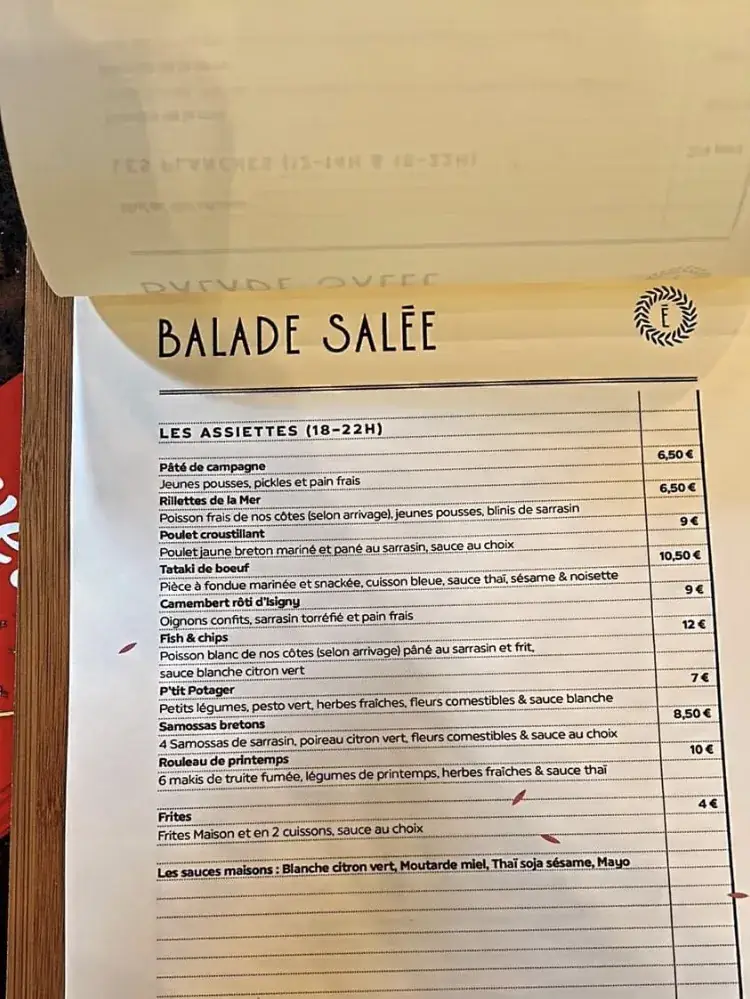 BALADE SALĒE
Ē
LES ASSIETTES (18-22H)
Pâté de campagne 6,50 €
Jeunes pousses, pickles et pain frais
Rillettes de la Mer 6,50 €
Poisson frais de nos côtes (selon arrivage), jeunes pousses, blinis de sarrasin
Poulet croustillant 9 €
Poulet jaune breton mariné et pané au sarrasin, sauce au choix
Tataki de boeuf 10,50 €
Pièce à fondue marinée et snackée, cuisson bleue, sauce thaï, sésame & noisette
Camembert rôti d'Isigny 9 €
Oignons confits, sarrasin torréfié et pain frais
Fish & chips 12 €
Poisson blanc de nos côtes (selon arrivage) pâné au sarrasin et frit,
sauce blanche citron vert
P'tit Potager 7 €
Petits légumes, pesto vert, herbes fraîches, fleurs comestibles & sauce blanche
Samossas bretons 8,50 €
4 Samossas de sarrasin, poireau citron vert, fleurs comestibles & sauce au choix
Rouleau de printemps 10 €
6 makis de truite fumée, légumes de printemps, herbes fraîches & sauce thaï
Frites 4 €
Frites Maison et en 2 cuissons, sauce au choix
Les sauces maisons : Blanche citron vert, Moutarde miel, Thaï soja sésame, Mayo